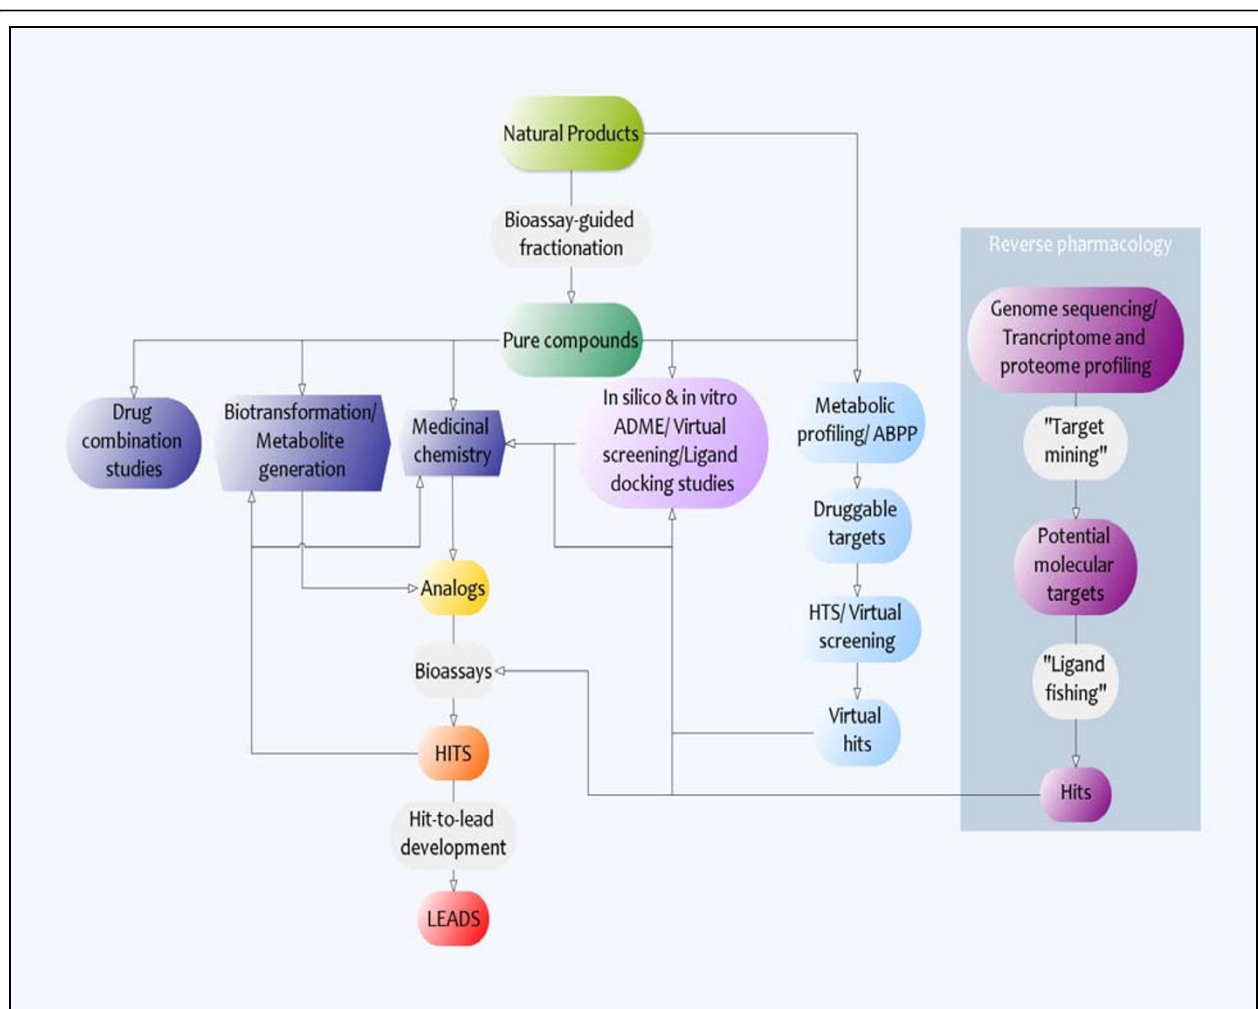 Natural Products
Bioassay-guided
fractionation
Reverse pharmacology
Pure compounds
Genome sequencing/
Trancriptome and
proteome profiling
Drug
combination
studies
Biotransformation/
Metabolite
generation
Medicinal
chemistry
In silico & in vitro
ADME/ Virtual
screening/Ligand
docking studies
Metabolic
profiling/ ABPP
"Target
mining"
Druggable
targets
Potential
molecular
targets
Analogs
HTS/ Virtual
screening
Bioassays
"Ligand
fishing"
Virtual
hits
HITS
Hits
Hit-to-lead
development
LEADS